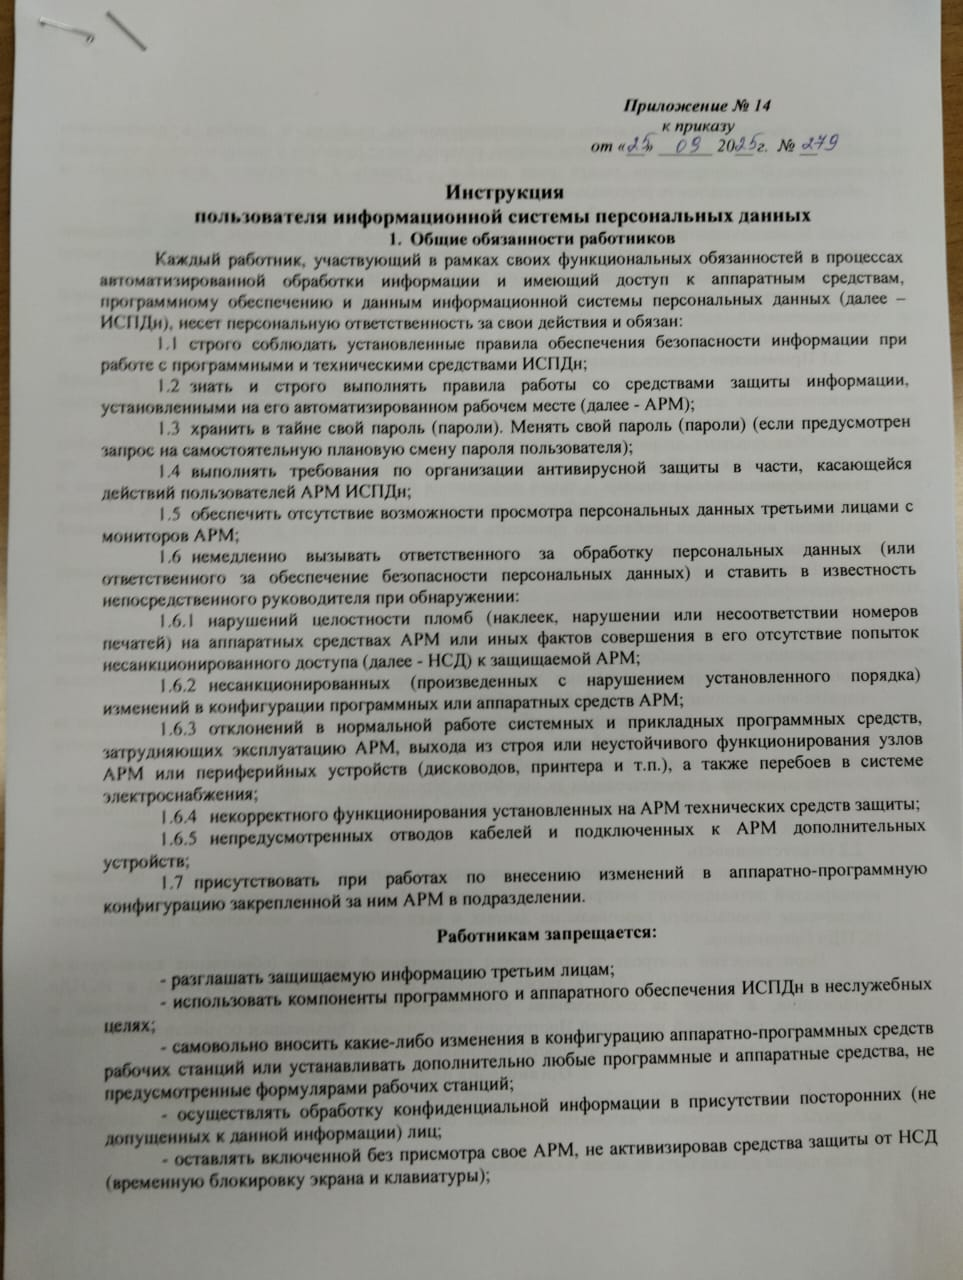 Приложение № 14
к приказу
от «25» 09 2025г. № 279
Инструкция
пользователя информационной системы персональных данных
1. Общие обязанности работников
Каждый работник, участвующий в рамках своих функциональных обязанностей в процессах
автоматизированной обработки информации и имеющий доступ к аппаратным средствам,
программному обеспечению и данным информационной системы персональных данных (далее –
ИСПДн), несет персональную ответственность за свои действия и обязан:
1.1 строго соблюдать установленные правила обеспечения безопасности информации при
работе с программными и техническими средствами ИСПДн;
1.2 знать и строго выполнять правила работы со средствами защиты информации,
установленными на его автоматизированном рабочем месте (далее - АРМ);
1.3 хранить в тайне свой пароль (пароли). Менять свой пароль (пароли) (если предусмотрен
запрос на самостоятельную плановую смену пароля пользователя);
1.4 выполнять требования по организации антивирусной защиты в части, касающейся
действий пользователей АРМ ИСПДн;
1.5 обеспечить отсутствие возможности просмотра персональных данных третьими лицами с
мониторов АРМ;
1.6 немедленно вызывать ответственного за обработку персональных данных (или
ответственного за обеспечение безопасности персональных данных) и ставить в известность
непосредственного руководителя при обнаружении:
1.6.1 нарушений целостности пломб (наклеек, нарушении или несоответствии номеров
печатей) на аппаратных средствах АРМ или иных фактов совершения в его отсутствие попыток
несанкционированного доступа (далее - НСД) к защищаемой АРМ;
1.6.2 несанкционированных (произведенных с нарушением установленного порядка)
изменений в конфигурации программных или аппаратных средств АРМ;
1.6.3 отклонений в нормальной работе системных и прикладных программных средств,
затрудняющих эксплуатацию АРМ, выхода из строя или неустойчивого функционирования узлов
АРМ или периферийных устройств (дисководов, принтера и т.п.), а также перебоев в системе
электроснабжения;
1.6.4 некорректного функционирования установленных на АРМ технических средств защиты;
1.6.5 непредусмотренных отводов кабелей и подключенных к АРМ дополнительных
устройств;
1.7 присутствовать при работах по внесению изменений в аппаратно-программную
конфигурацию закрепленной за ним АРМ в подразделении.
Работникам запрещается:
- разглашать защищаемую информацию третьим лицам;
- использовать компоненты программного и аппаратного обеспечения ИСПДн в неслужебных
целях;
- самовольно вносить какие-либо изменения в конфигурацию аппаратно-программных средств
рабочих станций или устанавливать дополнительно любые программные и аппаратные средства, не
предусмотренные формулярами рабочих станций;
- осуществлять обработку конфиденциальной информации в присутствии посторонних (не
допущенных к данной информации) лиц;
- оставлять включенной без присмотра свое АРМ, не активизировав средства защиты от НСД
(временную блокировку экрана и клавиатуры);